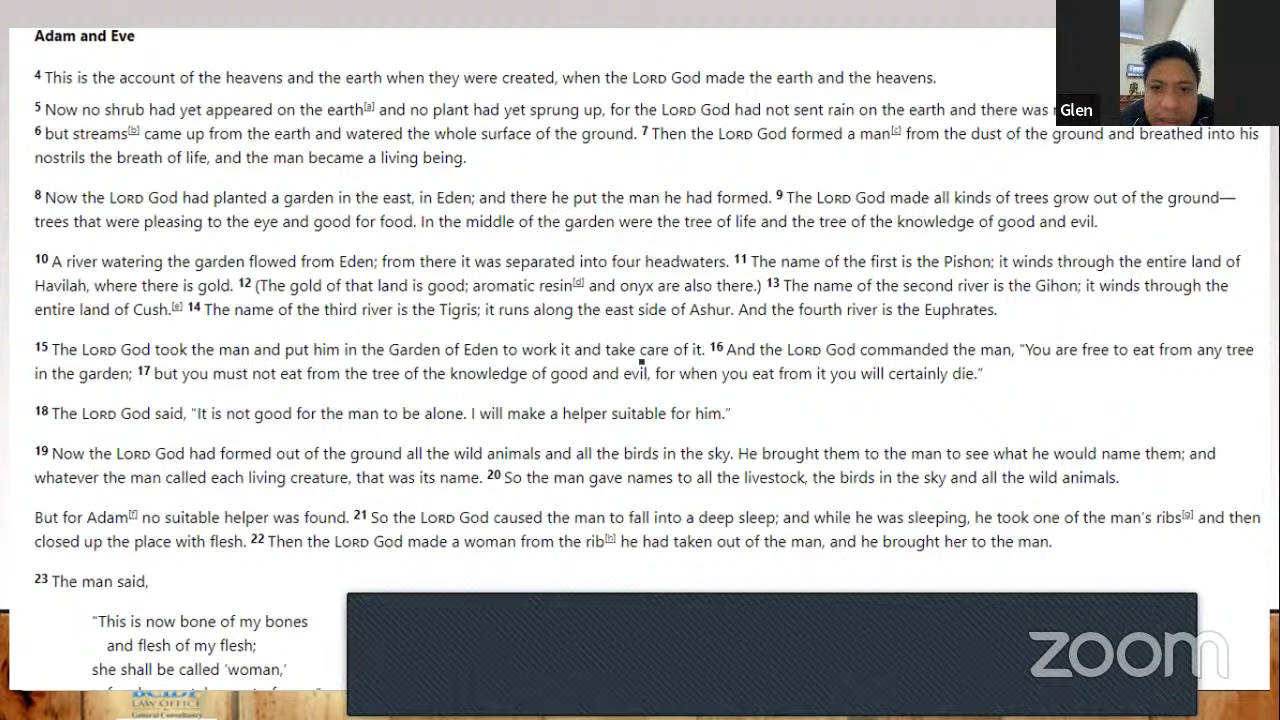 Adam and Eve
4 This is the account of the heavens and the earth when they were created, when the LORD God made the earth and the heavens.
5 Now no shrub had yet appeared on the earth[a] and no plant had yet sprung up, for the LORD God had not sent rain on the earth and there was
Glen
6 but streams[b] came up from the earth and watered the whole surface of the ground. 7 Then the LORD God formed a man[c] from the dust of the ground and breathed into his
nostrils the breath of life, and the man became a living being.
8 Now the LORD God had planted a garden in the east, in Eden; and there he put the man he had formed. 9 The LORD God made all kinds of trees grow out of the ground—
trees that were pleasing to the eye and good for food. In the middle of the garden were the tree of life and the tree of the knowledge of good and evil.
10 A river watering the garden flowed from Eden; from there it was separated into four headwaters. 11 The name of the first is the Pishon; it winds through the entire land of
Havilah, where there is gold. 12 (The gold of that land is good; aromatic resin[d] and onyx are also there.) 13 The name of the second river is the Gihon; it winds through the
entire land of Cush.[e] 14 The name of the third river is the Tigris; it runs along the east side of Ashur. And the fourth river is the Euphrates.
15 The LORD God took the man and put him in the Garden of Eden to work it and take care of it. 16 And the LORD God commanded the man, “You are free to eat from any tree
in the garden; 17 but you must not eat from the tree of the knowledge of good and evil, for when you eat from it you will certainly die.”
18 The LORD God said, “It is not good for the man to be alone. I will make a helper suitable for him.”
19 Now the LORD God had formed out of the ground all the wild animals and all the birds in the sky. He brought them to the man to see what he would name them; and
whatever the man called each living creature, that was its name. 20 So the man gave names to all the livestock, the birds in the sky and all the wild animals.
But for Adam[f] no suitable helper was found. 21 So the LORD God caused the man to fall into a deep sleep; and while he was sleeping, he took one of the man’s ribs[g] and then
closed up the place with flesh. 22 Then the LORD God made a woman from the rib[h] he had taken out of the man, and he brought her to the man.
23 The man said,
“This is now bone of my bones
and flesh of my flesh;
she shall be called ‘woman,’
zoom
LAW OFFICE
General Consultancy